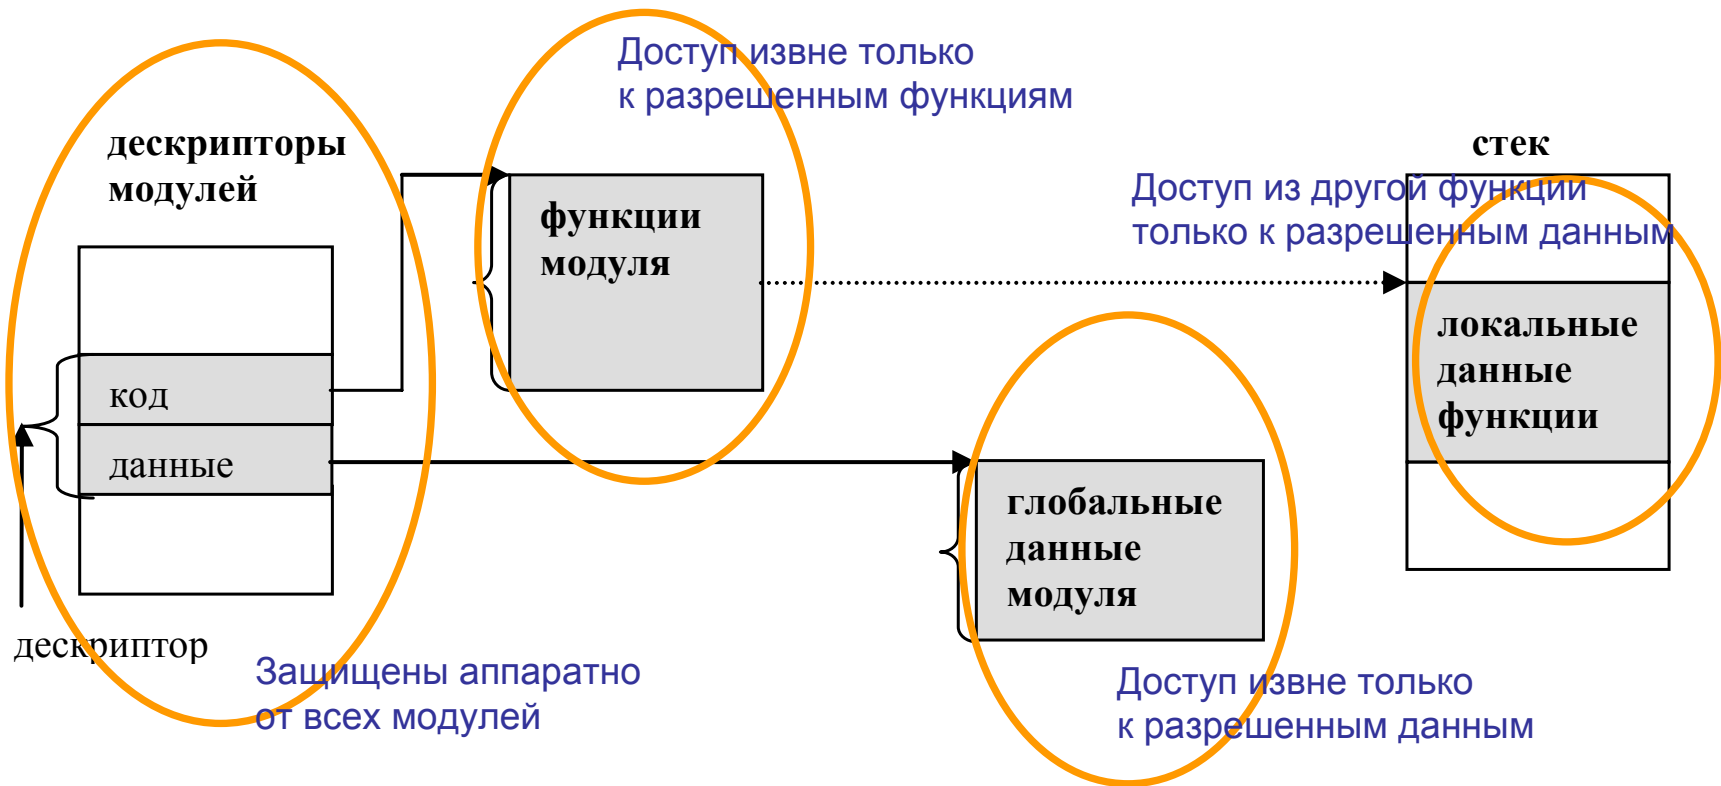 Доступ извне только
к разрешенным функциям
дескрипторы
модулей
стек
функции
модуля
Доступ из другой функции
только к разрешенным данным
локальные
данные
функции
код
данные
глобальные
данные
модуля
дескриптор
Защищены аппаратно
от всех модулей
Доступ извне только
к разрешенным данным